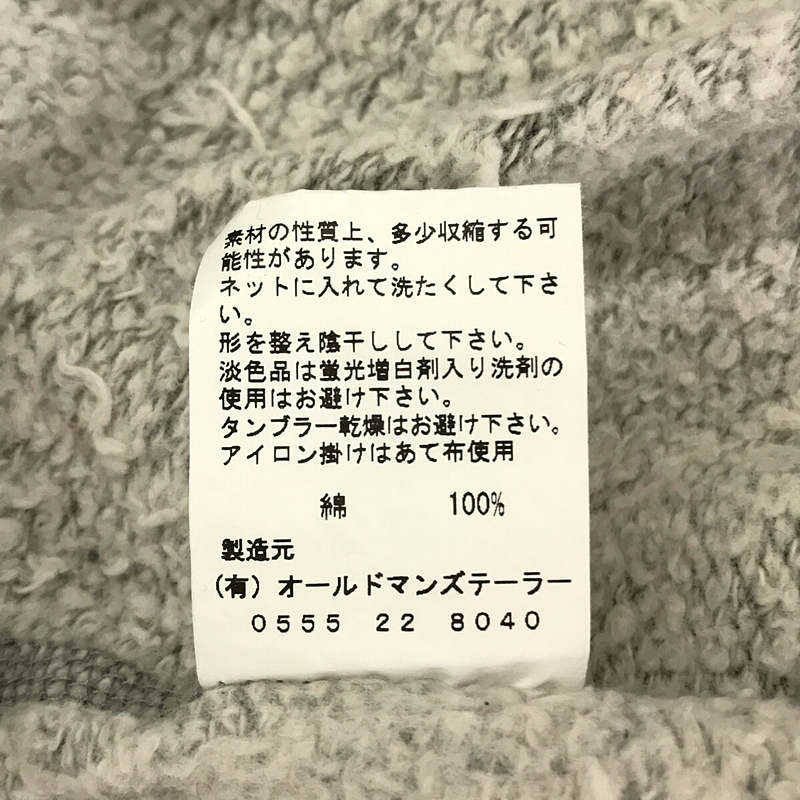 素材の性質上、多少収縮する可
能性があります。
ネットに入れて洗たくして下さ
い。
形を整え陰干しして下さい。
淡色品は蛍光増白剤入り洗剤の
使用はお避け下さい。
タンブラー乾燥はお避け下さい。
アイロン掛けはあて布使用
綿 100%
製造元
(有) オールドマンズテーラー
0555 22 8040